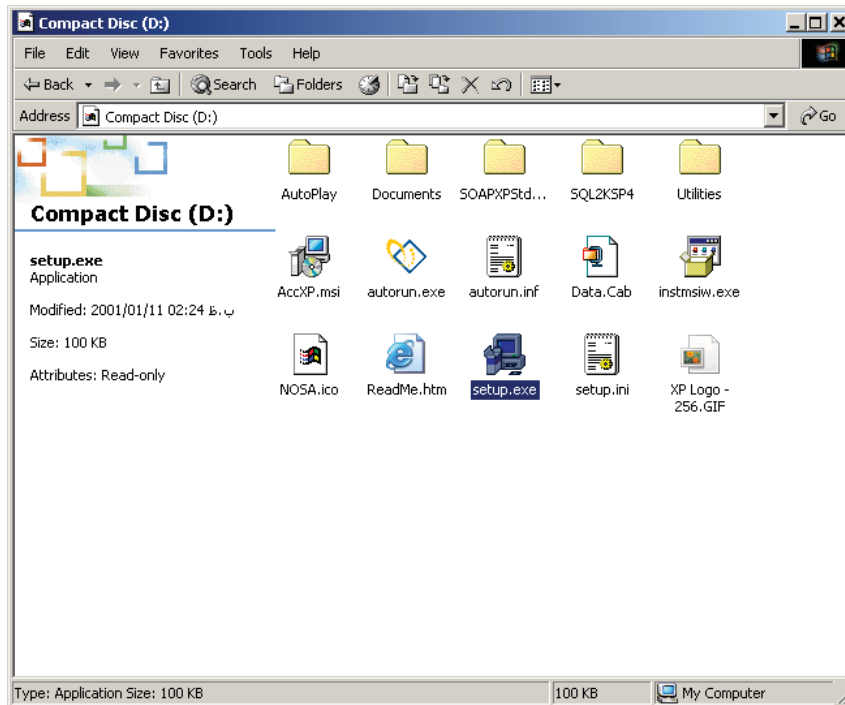 Compact Disc (D:)
File Edit View Favorites Tools Help
Back Search Folders
Address Compact Disc (D:) Go
Compact Disc (D:)
setup.exe
Application
Modified: 2001/01/11 02:24 ب.ظ
Size: 100 KB
Attributes: Read-only
AutoPlay Documents SOAPXPStd... SQL2KSP4 Utilities
AccXP.msi autorun.exe autorun.inf Data.Cab instmsiw.exe
NOSA.ico ReadMe.htm setup.exe setup.ini XP Logo -
256.GIF
Type: Application Size: 100 KB 100 KB My Computer